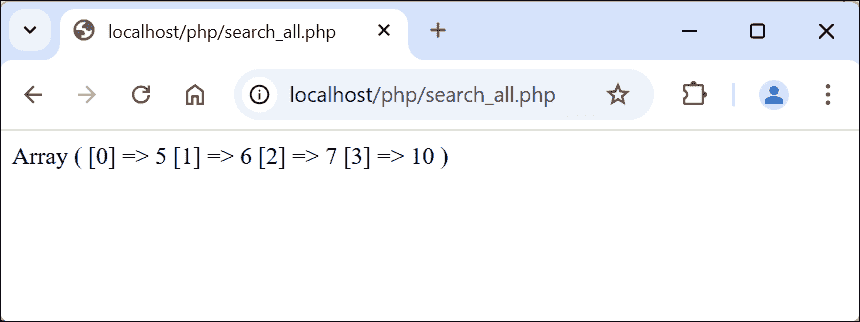 localhost/php/search_all.php
localhost/php/search_all.php
Array ( [0] => 5 [1] => 6 [2] => 7 [3] => 10 )